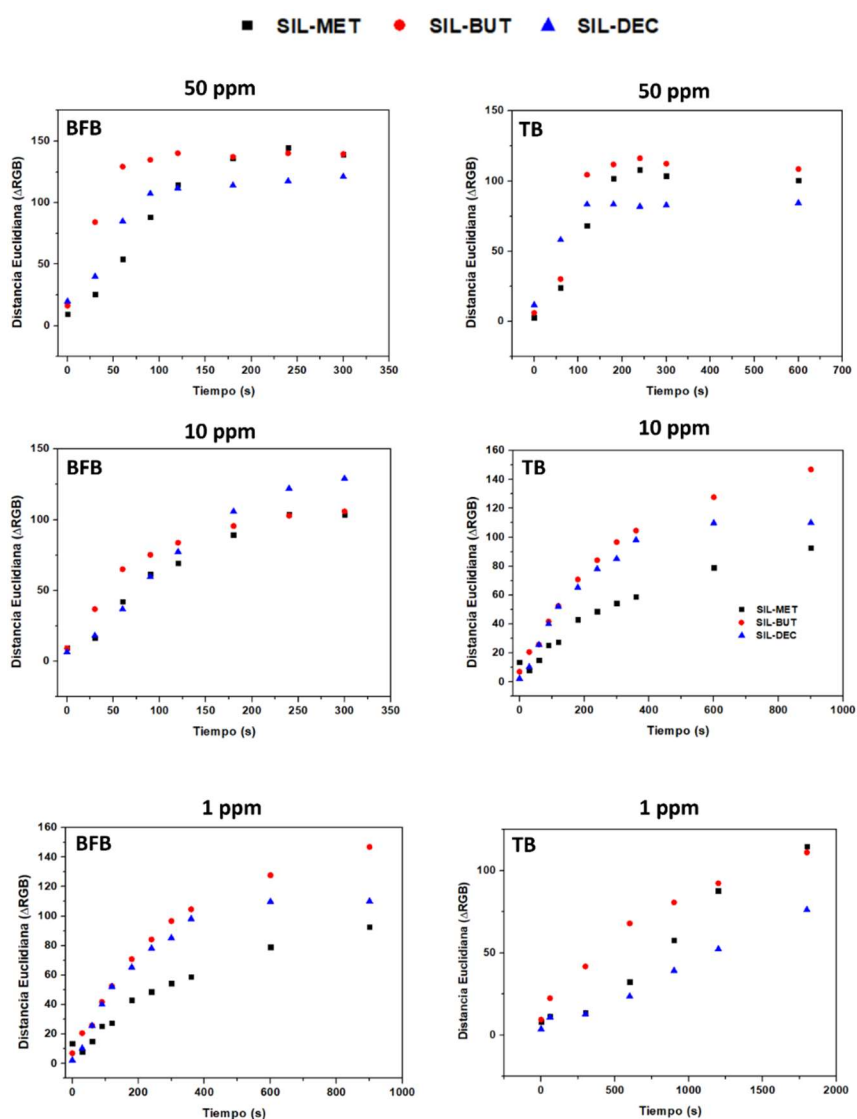 SIL-MET SIL-BUT SIL-DEC
50 ppm
BFB
150
100
50
0
Distancia Euclidiana (ΔRGB)
0 50 100 150 200 250 300 350
Tiempo (s)
50 ppm
TB
150
100
50
0
Distancia Euclidiana (ΔRGB)
0 100 200 300 400 500 600 700
Tiempo (s)
10 ppm
BFB
150
100
50
0
Distancia Euclidiana (ΔRGB)
0 50 100 150 200 250 300 350
Tiempo (s)
10 ppm
TB
160
140
120
100
80
60
40
20
0
Distancia Euclidiana (ΔRGB)
SIL-MET
SIL-BUT
SIL-DEC
0 200 400 600 800 1000
Tiempo (s)
1 ppm
BFB
160
140
120
100
80
60
40
20
0
Distancia Euclidiana (ΔRGB)
0 200 400 600 800 1000
Tiempo (s)
1 ppm
TB
100
50
0
Distancia Euclidiana (ΔRGB)
0 500 1000 1500 2000
Tiempo (s)